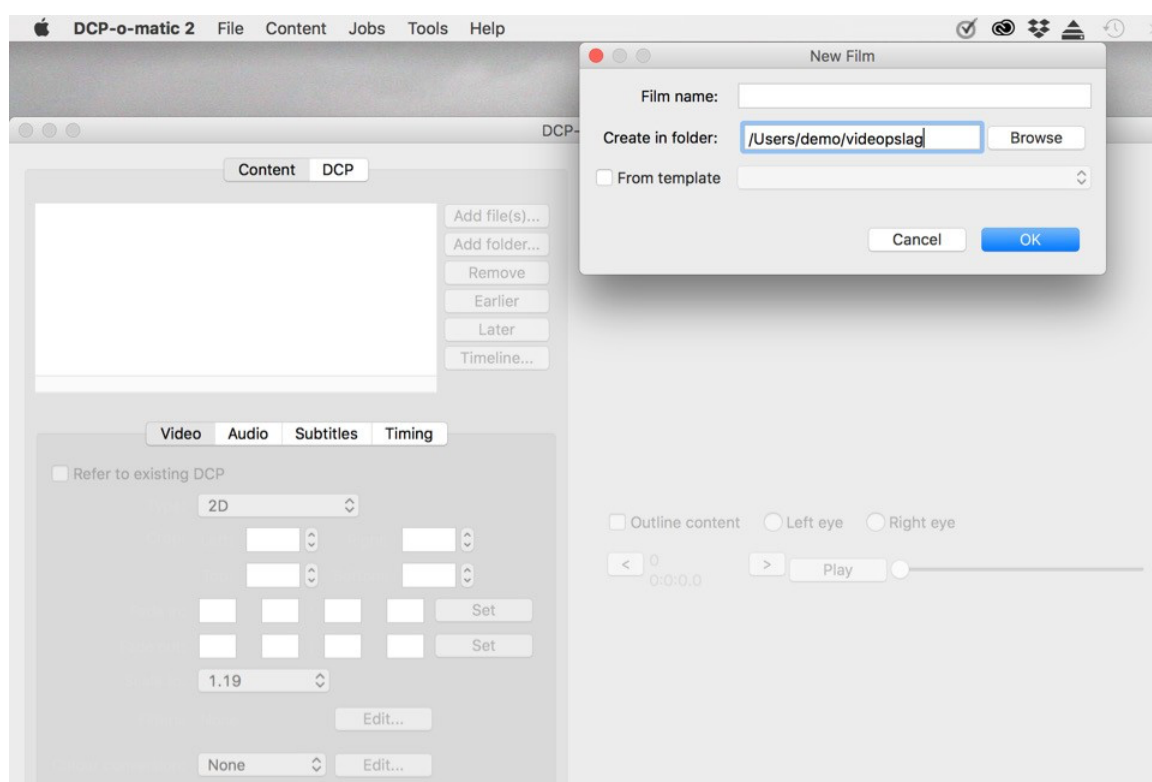 DCP-o-matic 2 File Content Jobs Tools Help
New Film
Film name:
Create in folder: /Users/demo/videopslag Browse
From template
Cancel OK
DCP-
Content DCP
Add file(s)...
Add folder...
Remove
Earlier
Later
Timeline...
Video Audio Subtitles Timing
Refer to existing DCP
2D
Set
Set
1.19
Edit...
None Edit...
Outline content Left eye Right eye
< 0 > Play
0:0:0.0